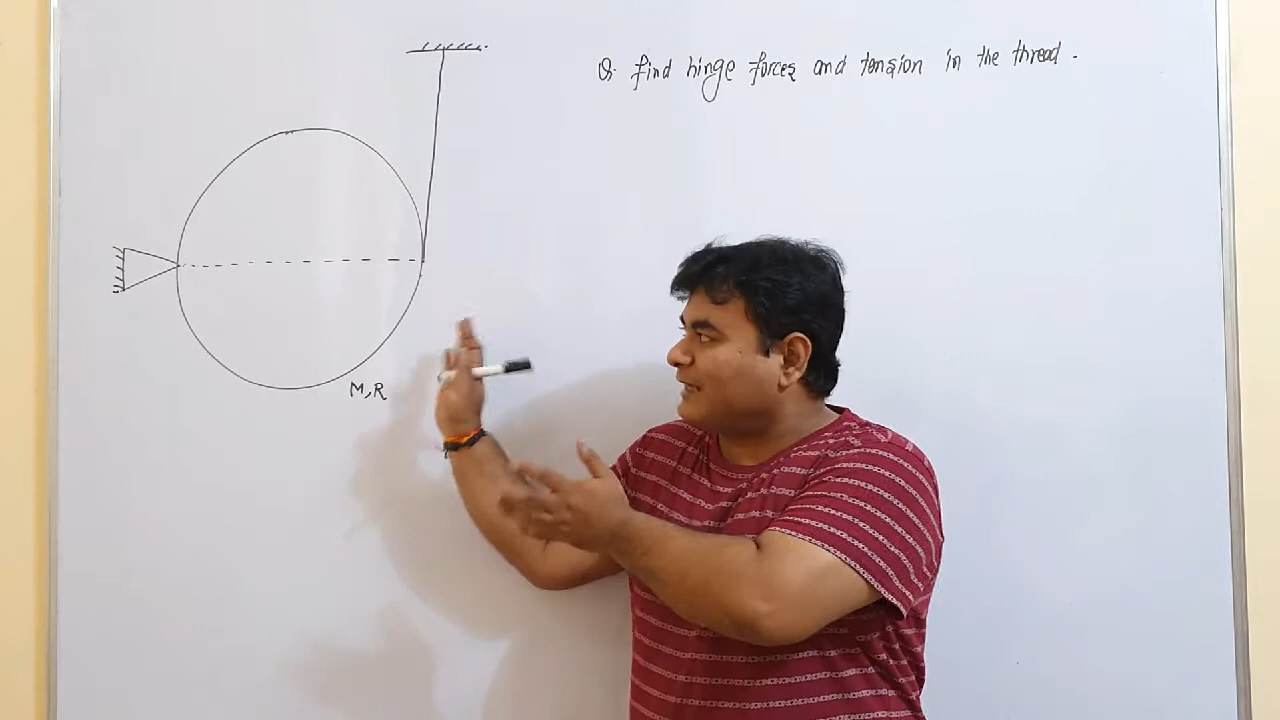 Q. find hinge forces and tension in the thread.
M,R